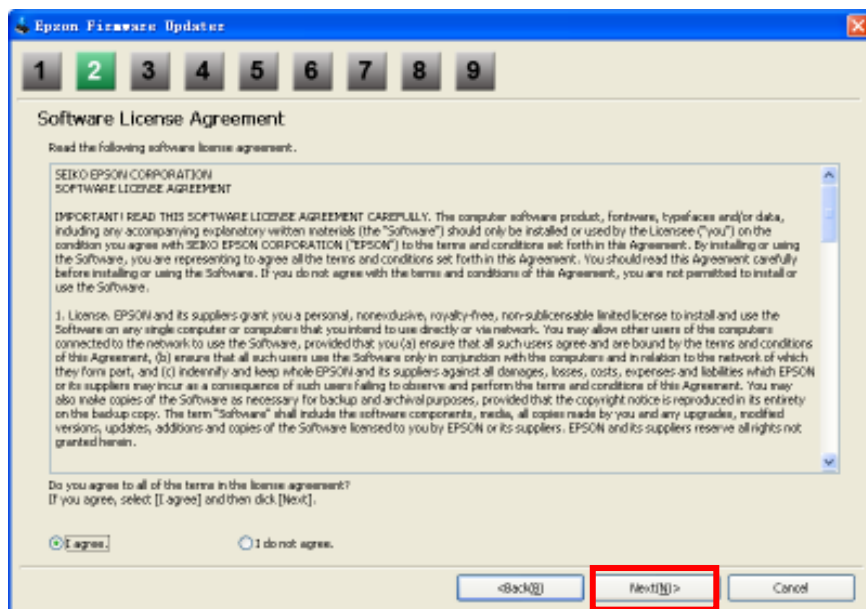 Epson Firmware Updater
1 2 3 4 5 6 7 8 9
Software License Agreement
Read the following software license agreement.
SEIKO EPSON CORPORATION
SOFTWARE LICENSE AGREEMENT
IMPORTANT! READ THIS SOFTWARE LICENSE AGREEMENT CAREFULLY. The computer software product, fontware, typefaces and/or data,
including any accompanying explanatory written materials (the "Software") should only be installed or used by the Licensee ("you") on the
condition you agree with SEIKO EPSON CORPORATION ("EPSON") to the terms and conditions set forth in this Agreement. By installing or using
the Software, you are representing to agree all the terms and conditions set forth in this Agreement. You should read this Agreement carefully
before installing or using the Software. If you do not agree with the terms and conditions of this Agreement, you are not permitted to install or
use the Software.
1. License. EPSON and its suppliers grant you a personal, nonexclusive, royalty-free, non-sublicensable limited license to install and use the
Software on any single computer or computers that you intend to use directly or via network. You may allow other users of the computers
connected to the network to use the Software, provided that you (a) ensure that all such users agree and are bound by the terms and conditions
of this Agreement, (b) ensure that all such users use the Software only in conjunction with the computers and in relation to the network of which
they form part, and (c) indemnify and keep whole EPSON and its suppliers against all damages, losses, costs, expenses and liabilities which EPSON
or its suppliers may incur as a consequence of such users failing to observe and perform the terms and conditions of this Agreement. You may
also make copies of the Software as necessary for backup and archival purposes, provided that the copyright notice is reproduced in its entirety
on the backup copy. The term "Software" shall include the software components, media, all copies made by you and any upgrades, modified
versions, updates, additions and copies of the Software licensed to you by EPSON or its suppliers. EPSON and its suppliers reserve all rights not
granted herein.
Do you agree to all of the terms in the license agreement?
If you agree, select [I agree] and then click [Next].
I agree. I do not agree.
<Back(B) Next(N)> Cancel